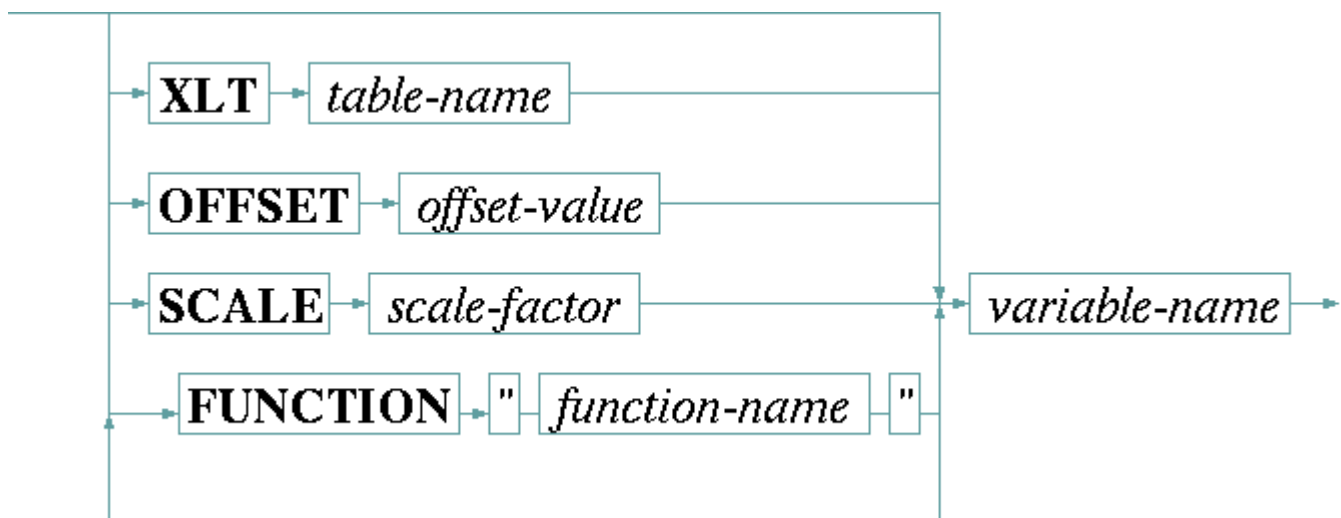 XLT table-name
OFFSET offset-value
SCALE scale-factor variable-name
FUNCTION " function-name "